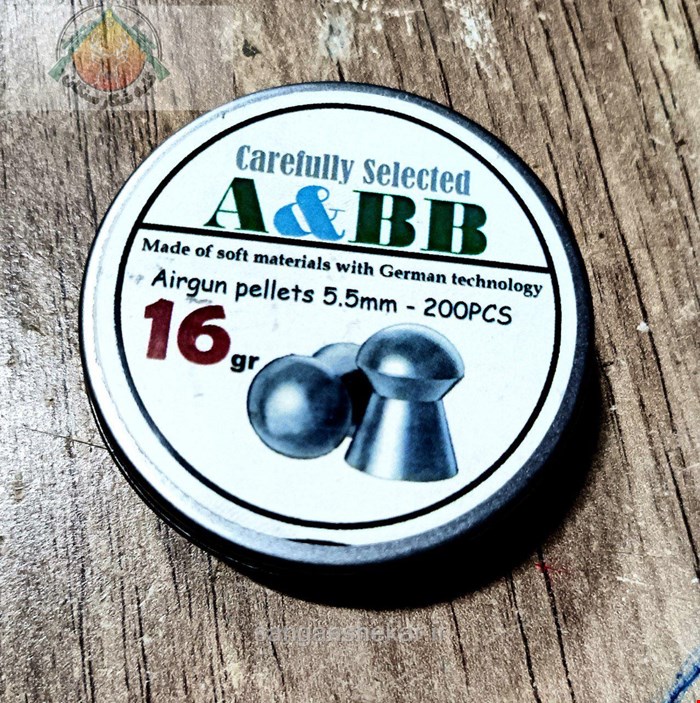 Carefully Selected
A&BB
Made of soft materials with German technology
Airgun pellets 5.5mm - 200PCS
16 gr